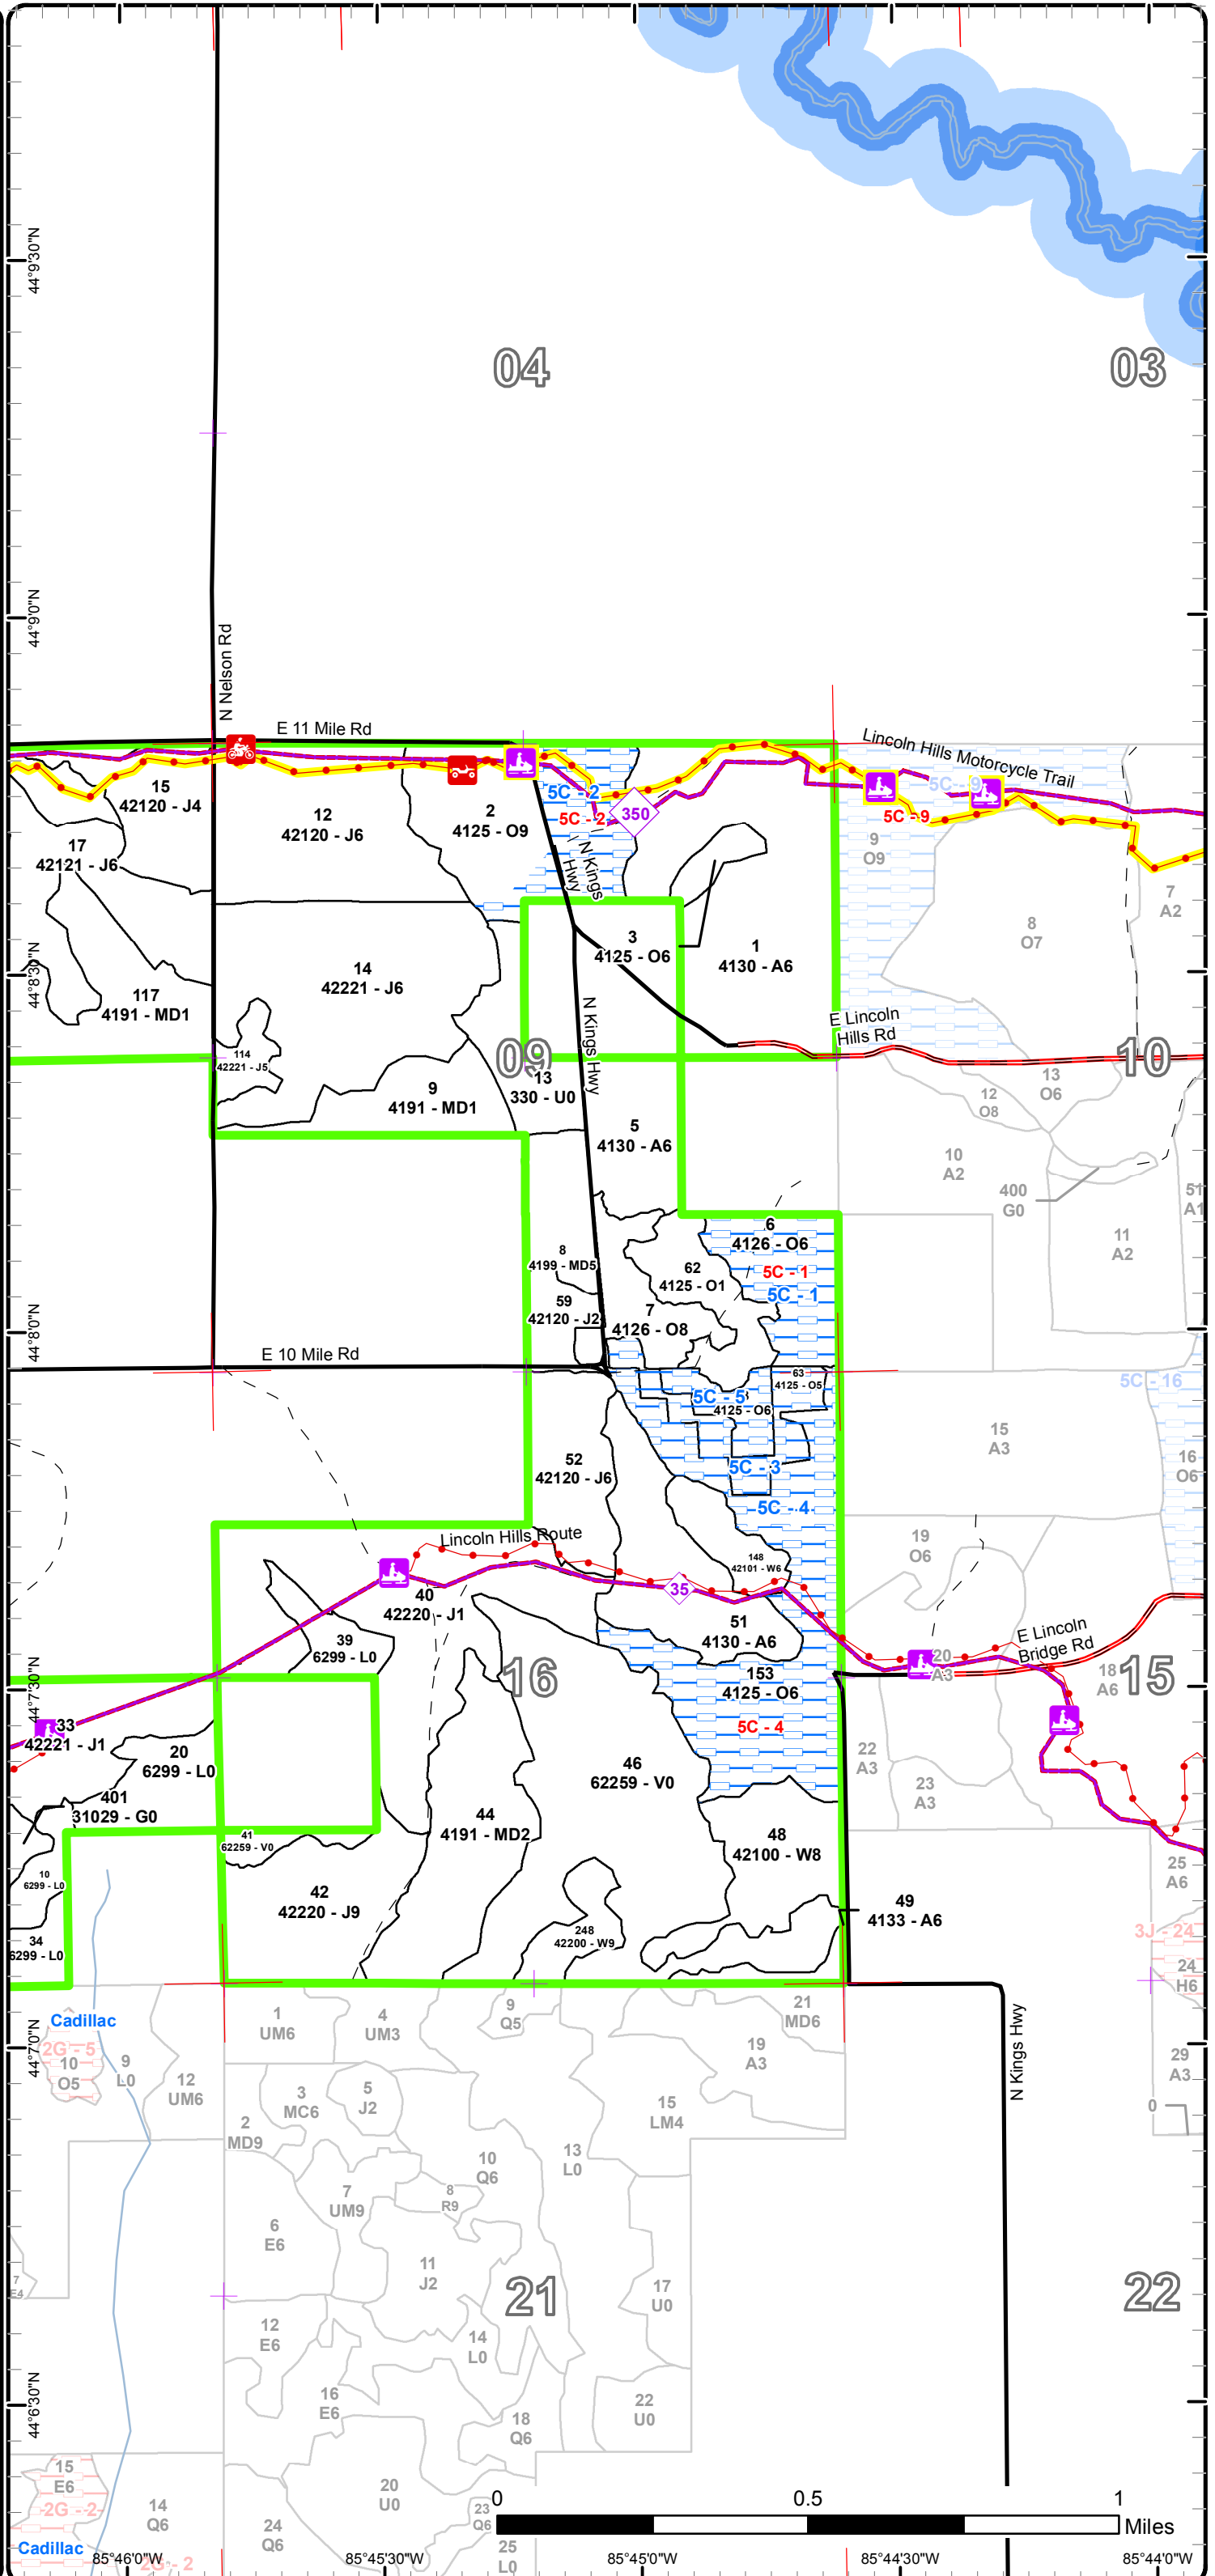 44°9'30"N
04
03
44°9'0"N
N Nelson Rd
E 11 Mile Rd
Lincoln Hills Motorcycle Trail
15
42120 - J4
12
42120 - J6
2
4125 - O9
5C - 2
5C - 2
350
5C - 9
5C - 9
9
O9
17
42121 - J6
N Kings
Hwy
7
A2
8
O7
3
4125 - O6
1
4130 - A6
14
42221 - J6
44°8'30"N
117
4191 - MD1
N Kings Hwy
E Lincoln
Hills Rd
114
42221 - J5
09
10
9
4191 - MD1
13
330 - U0
13
O6
12
O8
5
4130 - A6
10
A2
400
G0
51
A1
11
A2
6
4126 - O6
8
4199 - MD5
62
4125 - O1
5C - 1
5C - 1
59
42120 - J2
7
4126 - O8
44°8'0"N
E 10 Mile Rd
63
4125 - O5
5C - 5
4125 - O6
5C - 16
15
A3
52
42120 - J6
5C - 3
16
O6
5C - 4
Lincoln Hills Route
19
O6
148
42101 - W6
35
40
42220 - J1
51
4130 - A6
39
6299 - L0
E Lincoln
Bridge Rd
20
A3
44°7'30"N
16
15
153
4125 - O6
18
A6
33
42221 - J1
5C - 4
20
6299 - L0
22
A3
46
62259 - V0
23
A3
401
31029 - G0
44
4191 - MD2
41
62259 - V0
48
42100 - W8
10
6299 - L0
25
A6
42
42220 - J9
49
4133 - A6
248
42200 - W9
3J - 24
34
6299 - L0
24
H6
Cadillac
1
UM6
4
UM3
9
Q5
21
MD6
44°7'0"N
2G - 5
10
O5
9
L0
12
UM6
19
A3
29
A3
3
MC6
5
J2
15
LM4
0
N Kings Hwy
2
MD9
13
L0
10
Q6
7
UM9
8
R9
6
E6
11
J2
7
E4
21
22
17
U0
12
E6
14
L0
44°6'30"N
16
E6
22
U0
18
Q6
15
E6
2G - 2
20
U0
14
Q6
24
Q6
23
Q6
0
0.5
1
Miles
Cadillac
2G - 2
25
L0
85°46'0"W
85°45'30"W
85°45'0"W
85°44'30"W
85°44'0"W